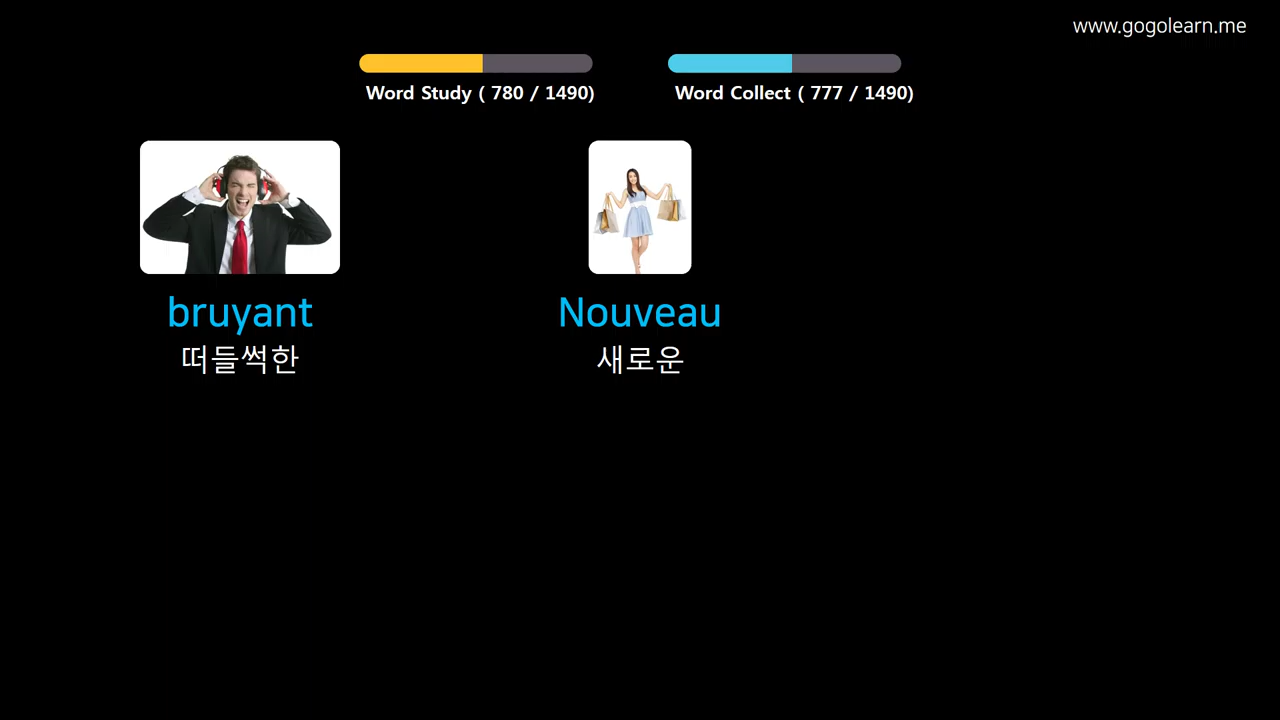 www.gogolearn.me
Word Study ( 780 / 1490)
Word Collect ( 777 / 1490)
bruyant
떠들썩한
Nouveau
새로운